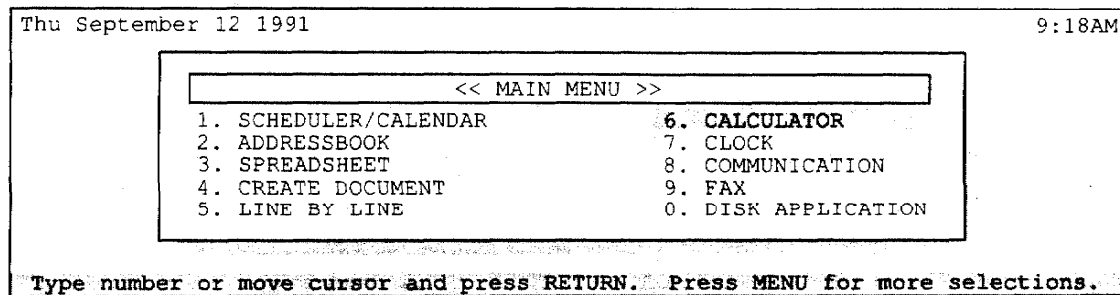 Thu September 12 1991 9:18AM
<< MAIN MENU >>
1. SCHEDULER/CALENDAR 6. CALCULATOR
2. ADDRESSBOOK 7. CLOCK
3. SPREADSHEET 8. COMMUNICATION
4. CREATE DOCUMENT 9. FAX
5. LINE BY LINE 0. DISK APPLICATION
Type number or move cursor and press RETURN. Press MENU for more selections.